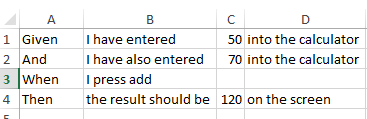 A B C D
1 Given I have entered 50 into the calculator
2 And I have also entered 70 into the calculator
3 When I press add
4 Then the result should be 120 on the screen